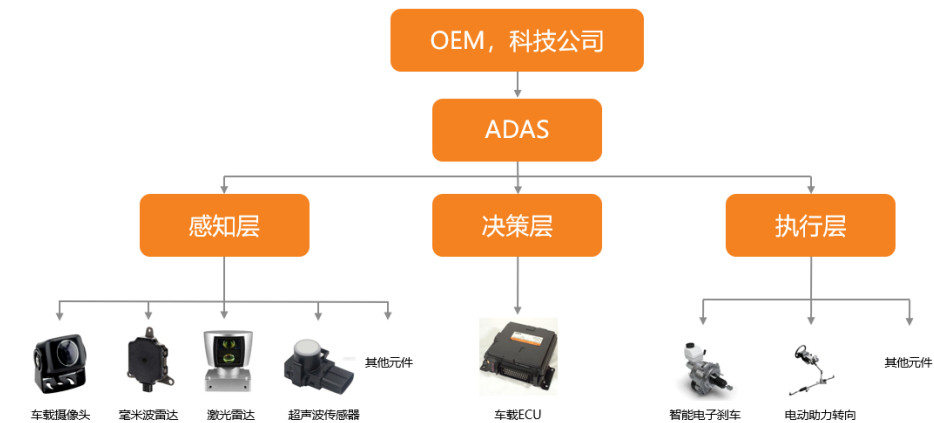 OEM，科技公司
ADAS
感知层
决策层
执行层
其他元件
其他元件
车载摄像头
毫米波雷达
激光雷达
超声波传感器
车载ECU
智能电子刹车
电动助力转向